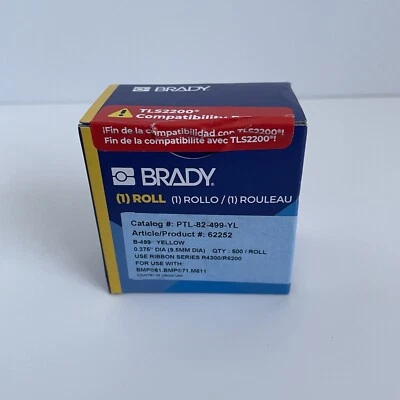 BRADY
TLS2200®
Compatibility
¡Fin de la compatibilidad con TLS2200®!
Fin de la compatibilité avec TLS2200®!
BRADY.
(1) ROLL (1) ROLLO / (1) ROULEAU
Catalog #: PTL-82-499-YL
Article/Product #: 62252
B-499 YELLOW
0.375" DIA (9.5MM DIA) QTY : 500 / ROLL
USE RIBBON SERIES R4300/R6200
FOR USE WITH:
BMP®61,BMP®71,M611